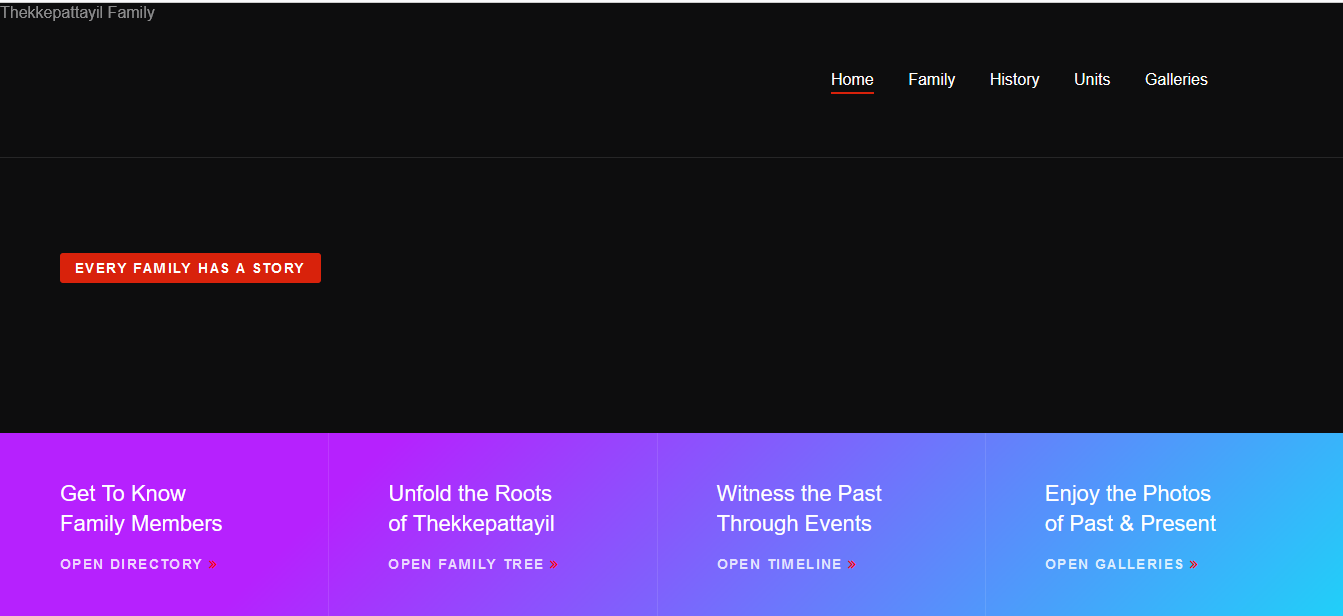 Thekkepattayil Family
Home Family History Units Galleries
EVERY FAMILY HAS A STORY
Get To Know
Family Members
OPEN DIRECTORY »
Unfold the Roots
of Thekkepattayil
OPEN FAMILY TREE »
Witness the Past
Through Events
OPEN TIMELINE »
Enjoy the Photos
of Past & Present
OPEN GALLERIES »